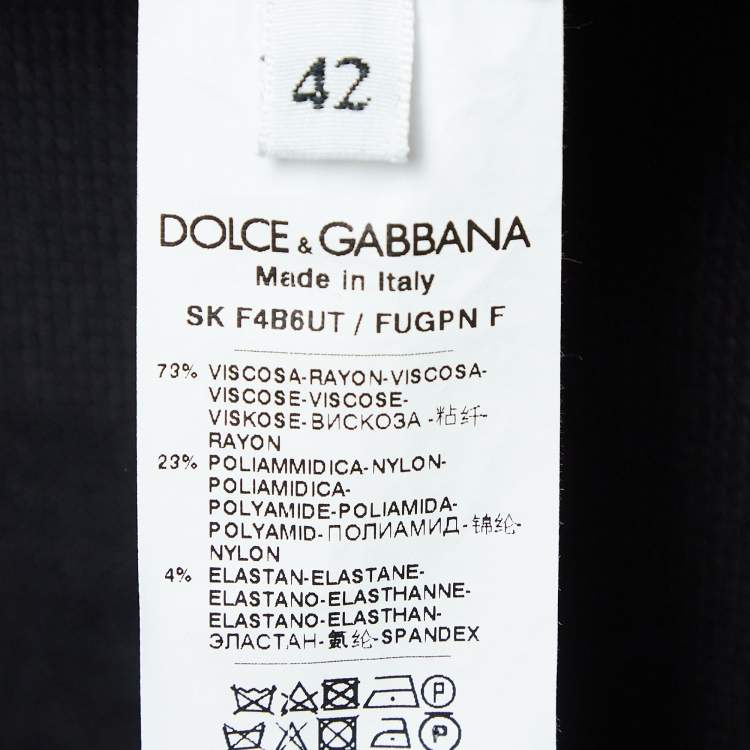 42
DOLCE & GABBANA
Made in Italy
SK F4B6UT / FUGPN F
73% VISCOSA-RAYON-VISCOSA-
VISCOSE-VISCOSE-
VISKOSE-ВИСКОЗА -粘纤-
RAYON
23% POLIAMMIDICA-NYLON-
POLIAMIDICA-
POLYAMIDE-POLIAMIDA-
POLYAMID-ПОЛИАМИД-锦纶-
NYLON
4% ELASTAN-ELASTANE-
ELASTANO-ELASTHANNE-
ELASTANO-ELASTHAN-
ЭЛАСТАН-氨纶-SPANDEX
P
P